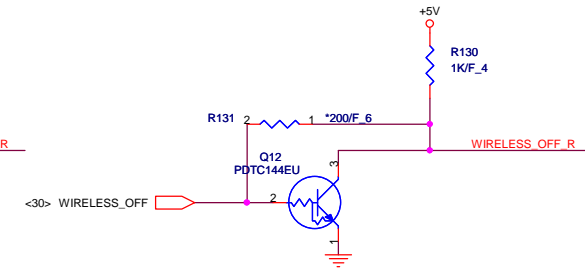 +5V
R130
1K/F_4
R131
2
1
*200/F_6
R
WIRELESS_OFF_R
Q12
PDTC144EU
3
<30> WIRELESS_OFF
2
1